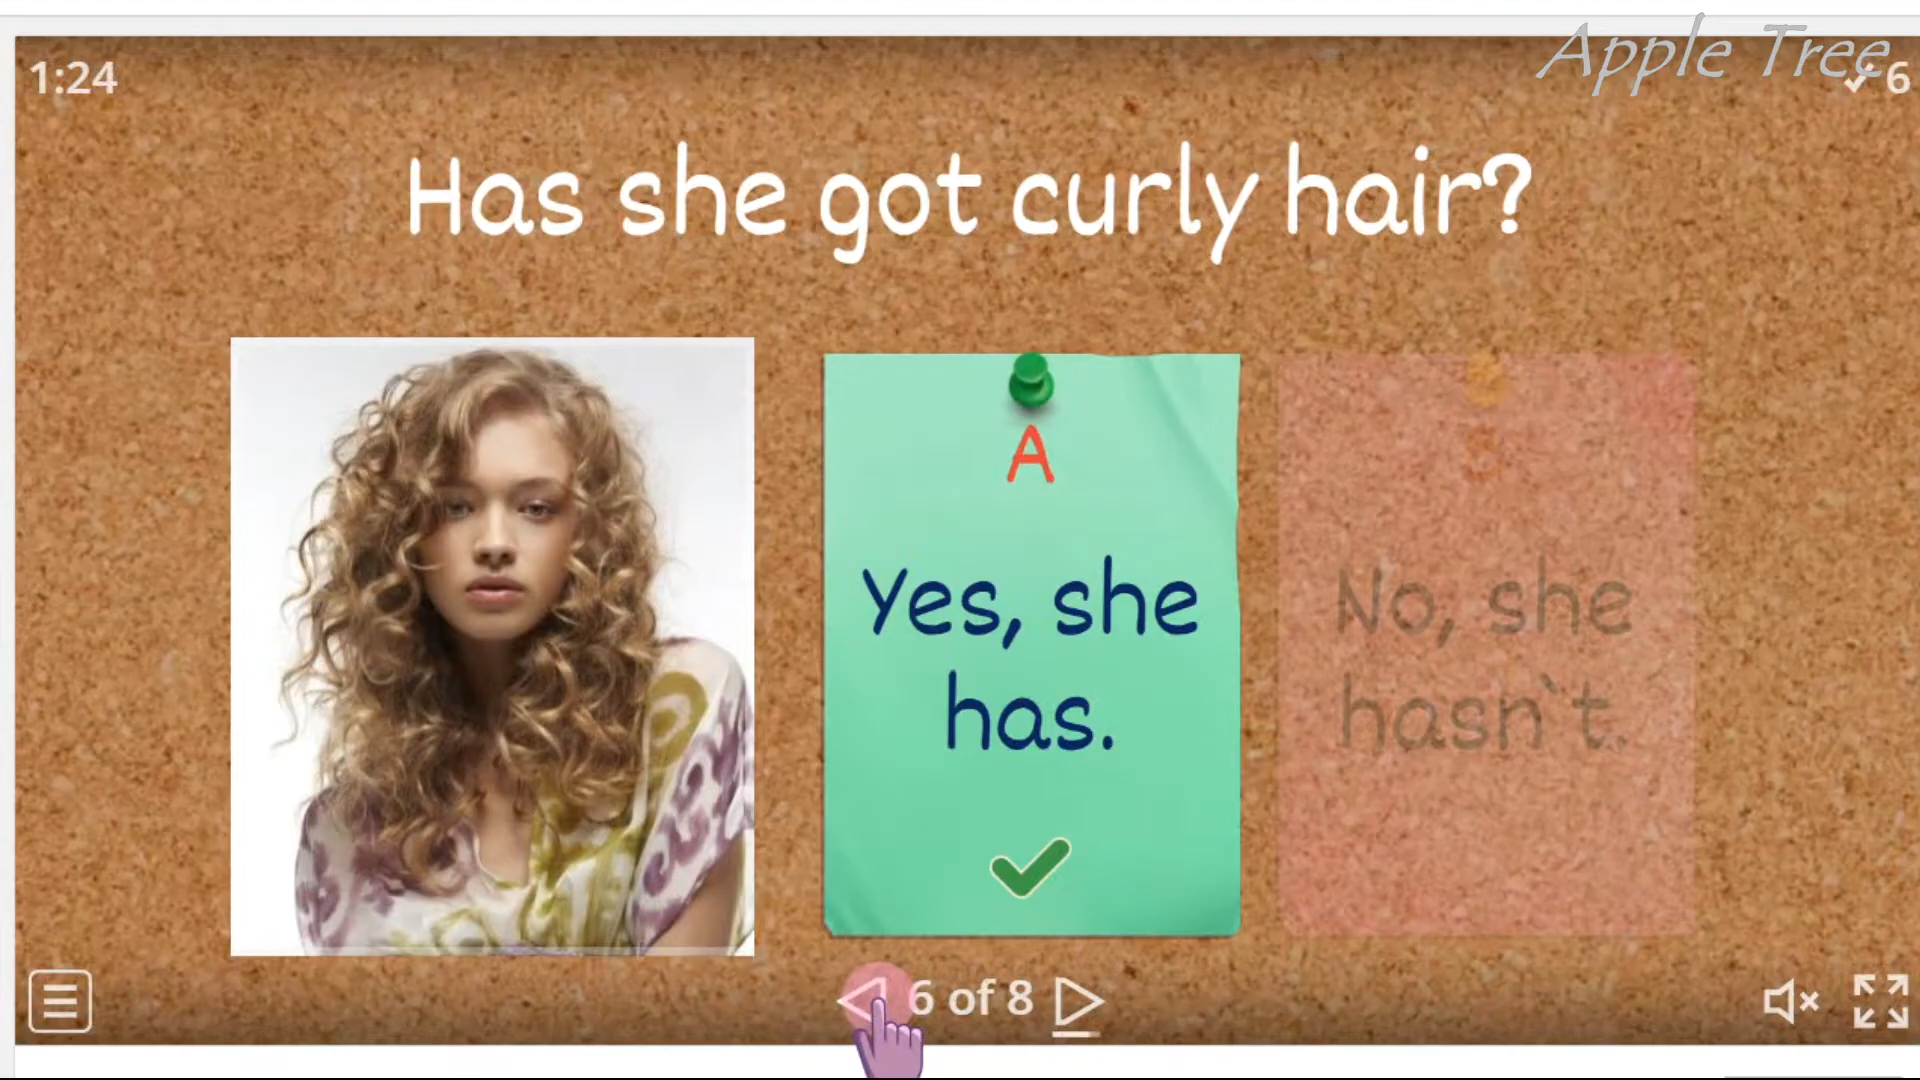 Apple Tree
1:24
6
Has she got curly hair?
A
Yes, she
has.
B
No, she
hasn`t.
6 of 8